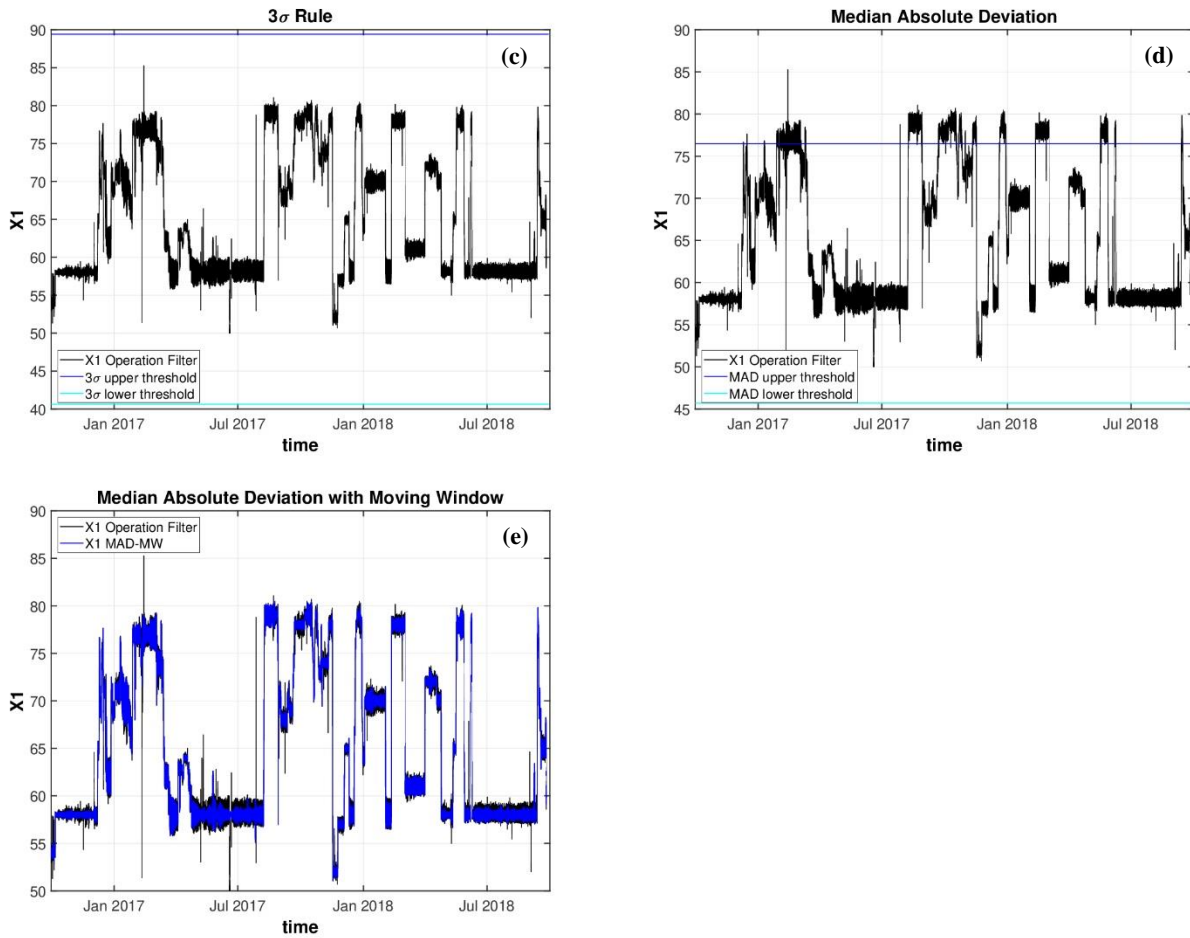 3σ Rule
(c)
90
85
80
75
70
65
60
55
50
45
40
X1
X1 Operation Filter
3σ upper threshold
3σ lower threshold
Jan 2017 Jul 2017 Jan 2018 Jul 2018
time
Median Absolute Deviation
(d)
90
85
80
75
70
65
60
55
50
45
X1
X1 Operation Filter
MAD upper threshold
MAD lower threshold
Jan 2017 Jul 2017 Jan 2018 Jul 2018
time
Median Absolute Deviation with Moving Window
(e)
X1 Operation Filter
X1 MAD-MW
90
85
80
75
70
65
60
55
50
X1
Jan 2017 Jul 2017 Jan 2018 Jul 2018
time